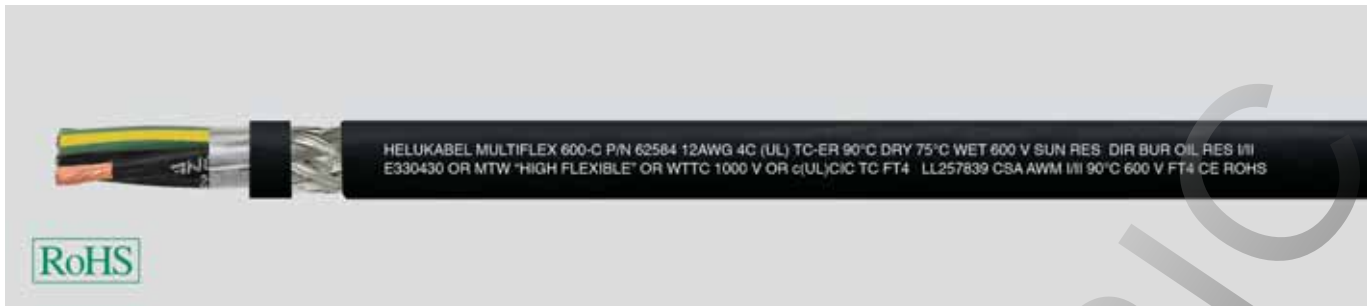 HELUKABEL MULTIFLEX 600-C P/N 62584 12AWG 4C (UL) TC-ER 90°C DRY 75°C WET 600 V SUN RES DIR BUR OIL RES I/II
E330430 OR MTW "HIGH FLEXIBLE" OR WTTC 1000 V OR c(UL)CIC TC FT4 LL257839 CSA AWM I/II 90°C 600 V FT4 CE ROHS
RoHS